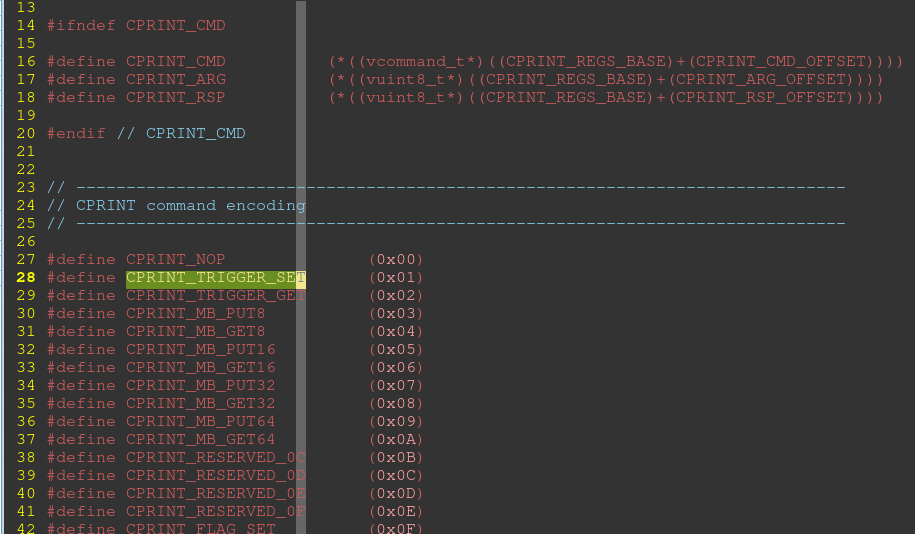 13
14 #ifndef CPRINT_CMD
15
16 #define CPRINT_CMD (*((vcommand_t*)((CPRINT_REGS_BASE)+(CPRINT_CMD_OFFSET))))
17 #define CPRINT_ARG (*((vuint8_t*)((CPRINT_REGS_BASE)+(CPRINT_ARG_OFFSET))))
18 #define CPRINT_RSP (*((vuint8_t*)((CPRINT_REGS_BASE)+(CPRINT_RSP_OFFSET))))
19
20 #endif // CPRINT_CMD
21
22
23 // -----------------------------------------------------------------------------
24 // CPRINT command encoding
25 // -----------------------------------------------------------------------------
26
27 #define CPRINT_NOP (0x00)
28 #define CPRINT_TRIGGER_SET (0x01)
29 #define CPRINT_TRIGGER_GET (0x02)
30 #define CPRINT_MB_PUT8 (0x03)
31 #define CPRINT_MB_GET8 (0x04)
32 #define CPRINT_MB_PUT16 (0x05)
33 #define CPRINT_MB_GET16 (0x06)
34 #define CPRINT_MB_PUT32 (0x07)
35 #define CPRINT_MB_GET32 (0x08)
36 #define CPRINT_MB_PUT64 (0x09)
37 #define CPRINT_MB_GET64 (0x0A)
38 #define CPRINT_RESERVED_0C (0x0B)
39 #define CPRINT_RESERVED_0D (0x0C)
40 #define CPRINT_RESERVED_0E (0x0D)
41 #define CPRINT_RESERVED_0F (0x0E)
42 #define CPRINT_FLAG_SET (0x0F)